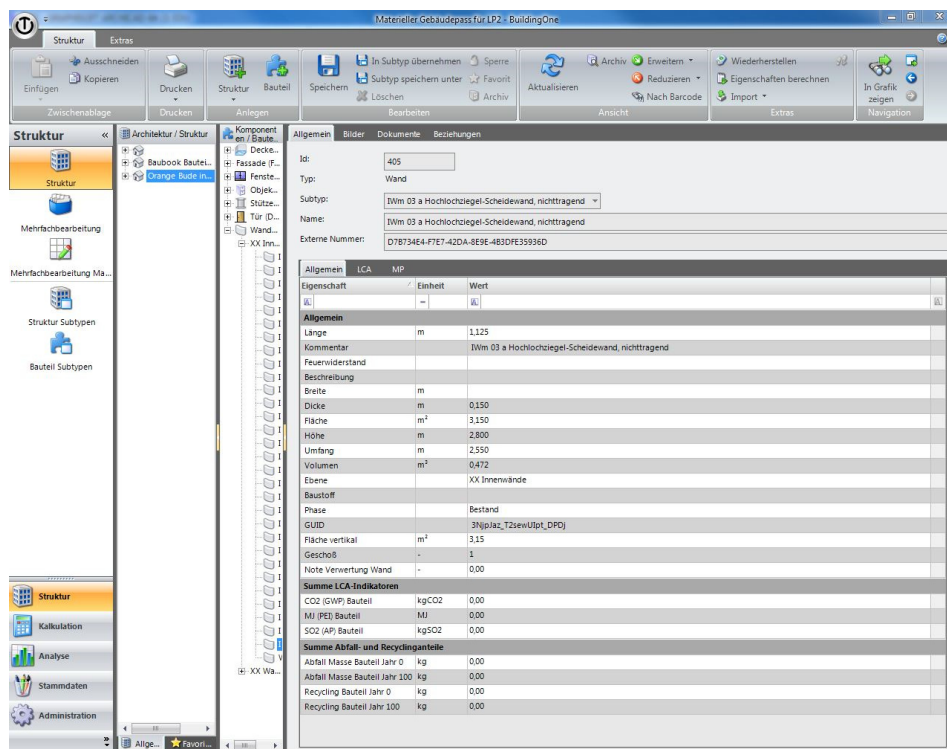 Materieller Gebäudepass für LP2 - BuildingOne
Struktur Extras
Einfügen
Ausschneiden
Kopieren
Zwischenablage
Drucken
Drucken
Struktur
Bauteil
Anlegen
Speichern
In Subtyp übernehmen
Subtyp speichern unter
Löschen
Sperre
Favorit
Archiv
Bearbeiten
Aktualisieren
Archiv
Erweitern
Reduzieren
Nach Barcode
Ansicht
Wiederherstellen
Eigenschaften berechnen
Import
Extras
In Grafik zeigen
Navigation
Struktur «
Struktur
Mehrfachbearbeitung
Mehrfachbearbeitung Ma...
Struktur Subtypen
Bauteil Subtypen
Struktur
Kalkulation
Analyse
Stammdaten
Administration
Architektur / Struktur
Baubook Bautei...
Orange Bude in...
Allge... Favori...
Komponent
en / Baute...
Decke...
Fassade (F...
Fenste...
Objek...
Stütze...
Tür (D...
Wand...
XX Inn...
XX Wa...
Allgemein Bilder Dokumente Beziehungen
Id: 405
Typ: Wand
Subtyp: IWm 03 a Hochlochziegel-Scheidewand, nichttragend
Name: IWm 03 a Hochlochziegel-Scheidewand, nichttragend
Externe Nummer: D7B734E4-F7E7-42DA-8E9E-4B3DFE35936D
Allgemein LCA MP
Eigenschaft Einheit Wert
Allgemein
Länge m 1,125
Kommentar IWm 03 a Hochlochziegel-Scheidewand, nichttragend
Feuerwiderstand
Beschreibung
Breite m
Dicke m 0,150
Fläche m² 3,150
Höhe m 2,800
Umfang m 2,550
Volumen m³ 0,472
Ebene XX Innenwände
Baustoff
Phase Bestand
GUID 3NjpJaz_T2sewUIpt_DPDj
Fläche vertikal m² 3,15
Geschoß - 1
Note Verwertung Wand - 0,00
Summe LCA-Indikatoren
CO2 (GWP) Bauteil kgCO2 0,00
MJ (PEI) Bauteil MJ 0,00
SO2 (AP) Bauteil kgSO2 0,00
Summe Abfall- und Recyclinganteile
Abfall Masse Bauteil Jahr 0 kg 0,00
Abfall Masse Bauteil Jahr 100 kg 0,00
Recycling Bauteil Jahr 0 kg 0,00
Recycling Bauteil Jahr 100 kg 0,00